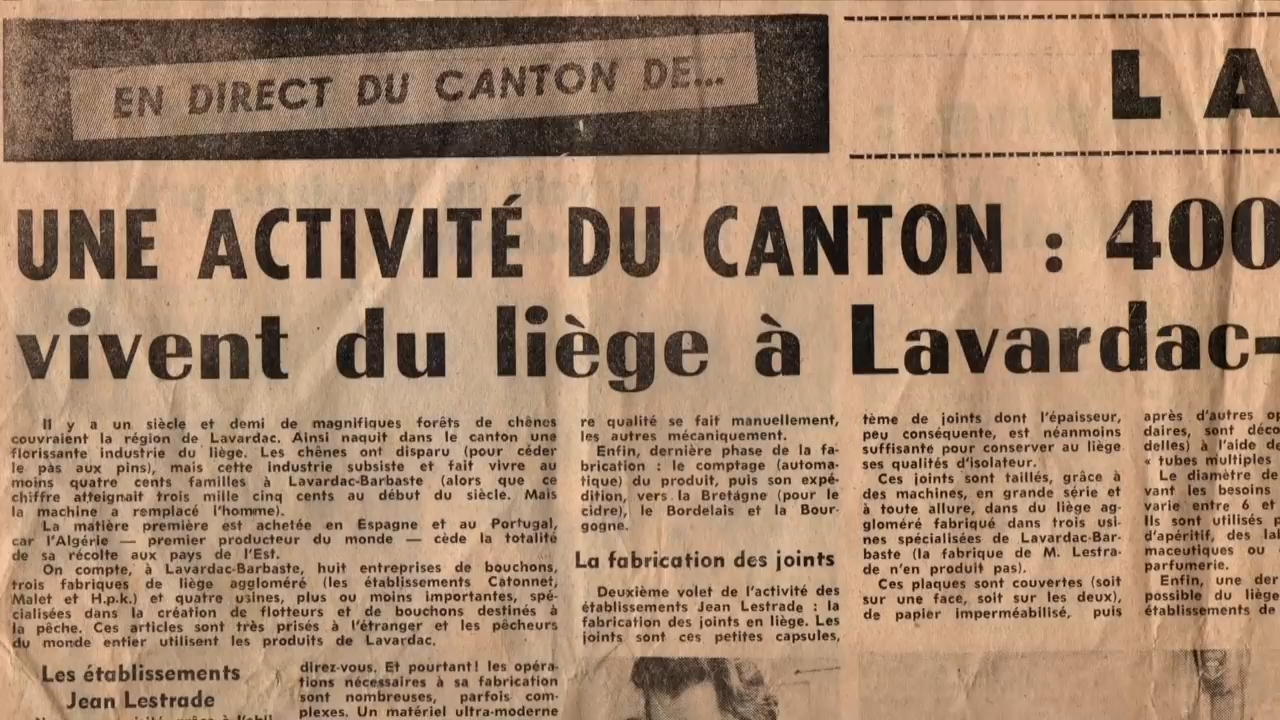 EN DIRECT DU CANTON DE...
LA
UNE ACTIVITÉ DU CANTON : 400
vivent du liège à Lavardac-
Il y a un siècle et demi de magnifiques forêts de chênes
couvraient la région de Lavardac. Ainsi naquit dans le canton une
florissante industrie du liège. Les chênes ont disparu (pour céder
le pas aux pins), mais cette industrie subsiste et fait vivre au
moins quatre cents familles à Lavardac-Barbaste (alors que ce
chiffre atteignait trois mille cinq cents au début du siècle. Mais
la machine a remplacé l'homme).
La matière première est achetée en Espagne et au Portugal,
car l'Algérie — premier producteur du monde — cède la totalité
de sa récolte aux pays de l'Est.
On compte, à Lavardac-Barbaste, huit entreprises de bouchons,
trois fabriques de liège aggloméré (les établissements Catonnet,
Malet et H.p.k.) et quatre usines, plus ou moins importantes, spé-
cialisées dans la création de flotteurs et de bouchons destinés à
la pêche. Ces articles sont très prisés à l'étranger et les pêcheurs
du monde entier utilisent les produits de Lavardac.
Les établissements
Jean Lestrade
direz-vous. Et pourtant! les opéra-
tions nécessaires à sa fabrication
sont nombreuses, parfois com-
plexes. Un matériel ultra-moderne
re qualité se fait manuellement,
les autres mécaniquement.
Enfin, dernière phase de la fa-
brication : le comptage (automa-
tique) du produit, puis son expé-
dition, vers la Bretagne (pour le
cidre), le Bordelais et la Bour-
gogne.
La fabrication des joints
Deuxième volet de l'activité des
établissements Jean Lestrade : la
fabrication des joints en liège. Les
joints sont ces petites capsules,
tème de joints dont l'épaisseur,
peu conséquente, est néanmoins
suffisante pour conserver au liège
ses qualités d'isolateur.
Ces joints sont taillés, grâce à
des machines, en grande série et
à toute allure, dans du liège ag-
gloméré fabriqué dans trois usi-
nes spécialisées de Lavardac-Bar-
baste (la fabrique de M. Lestra-
de n'en produit pas).
Ces plaques sont couvertes (soit
sur une face, soit sur les deux),
de papier imperméabilisé, puis
après d'autres op
daires, sont déco
delles) à l'aide de
« tubes multiples
Le diamètre de
vant les besoins
varie entre 6 et
Ils sont utilisés p
d'apéritif, des lab
maceutiques ou
parfumerie.
Enfin, une der
possible du liège
établissements de